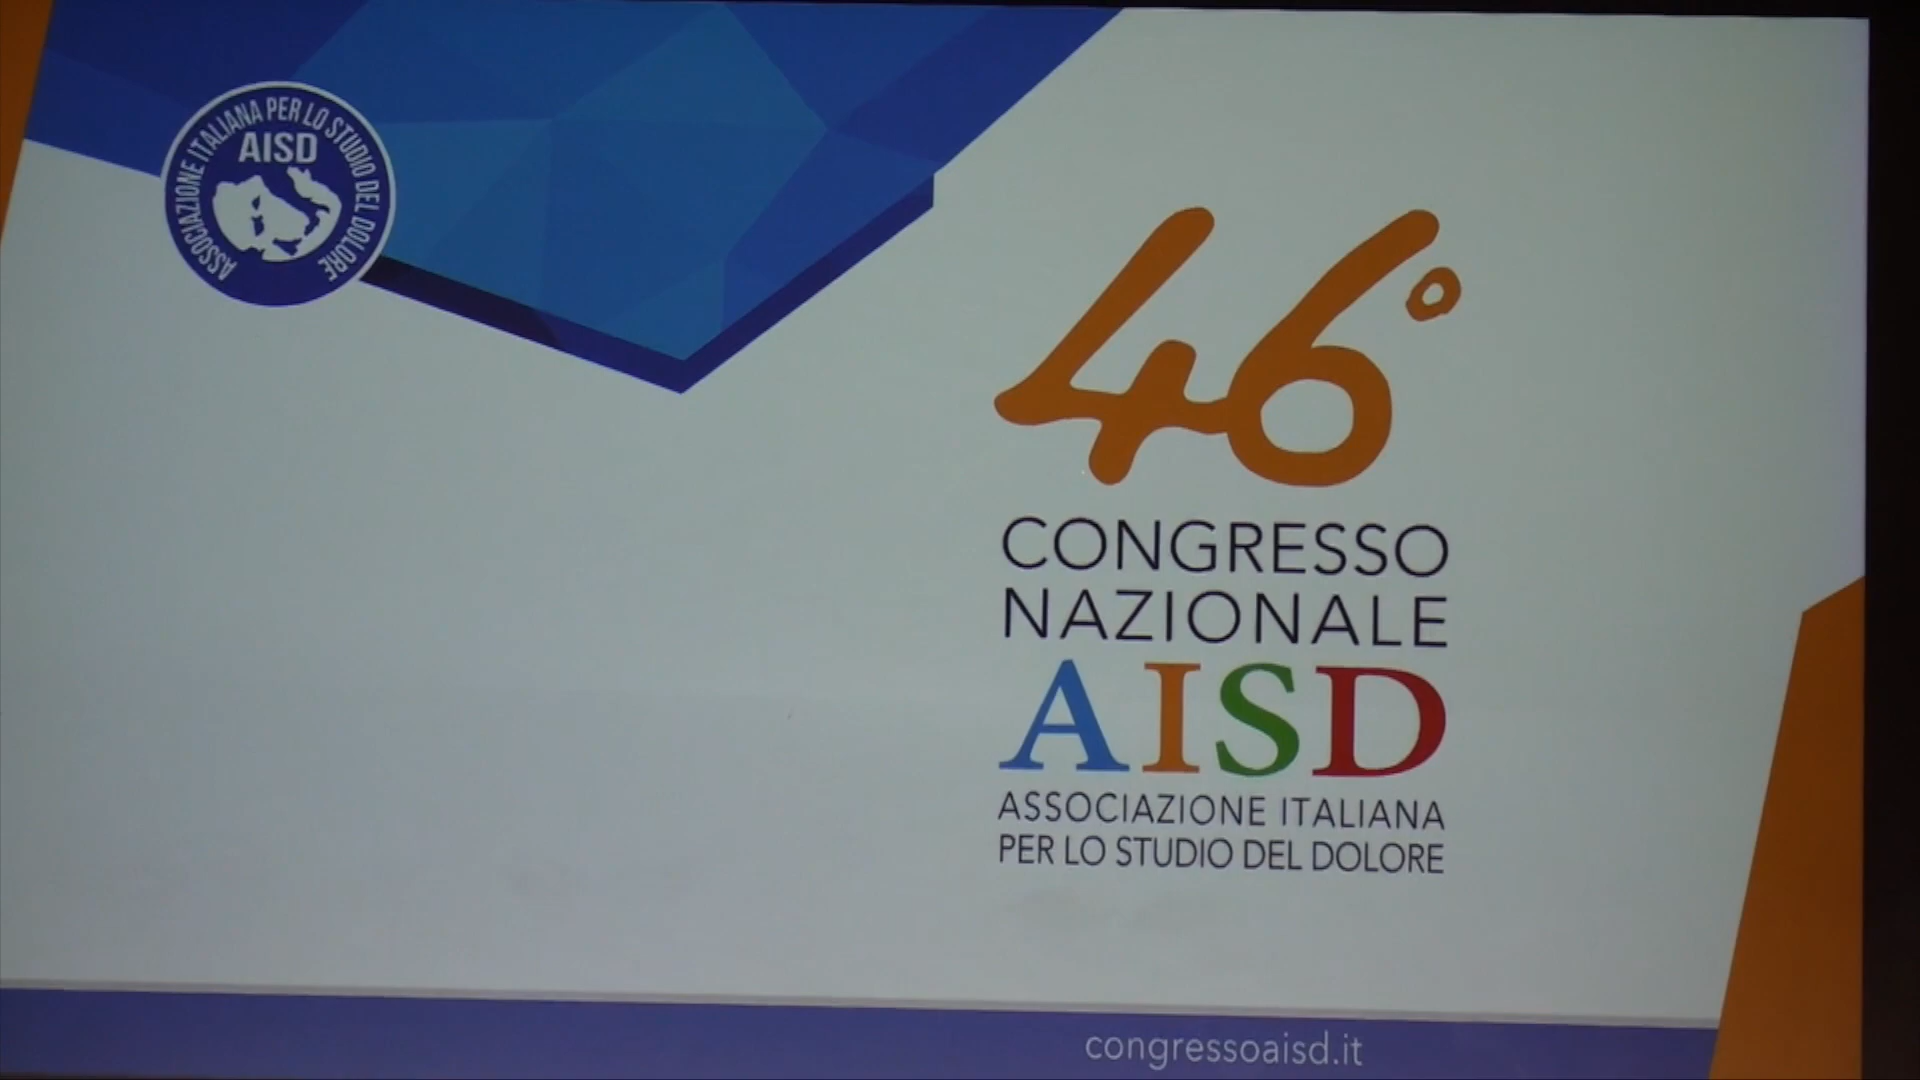 ASSOCIAZIONE ITALIANA PER LO STUDIO DEL DOLORE
AISD
46°
CONGRESSO
NAZIONALE
AISD
ASSOCIAZIONE ITALIANA
PER LO STUDIO DEL DOLORE
congressoaisd.it